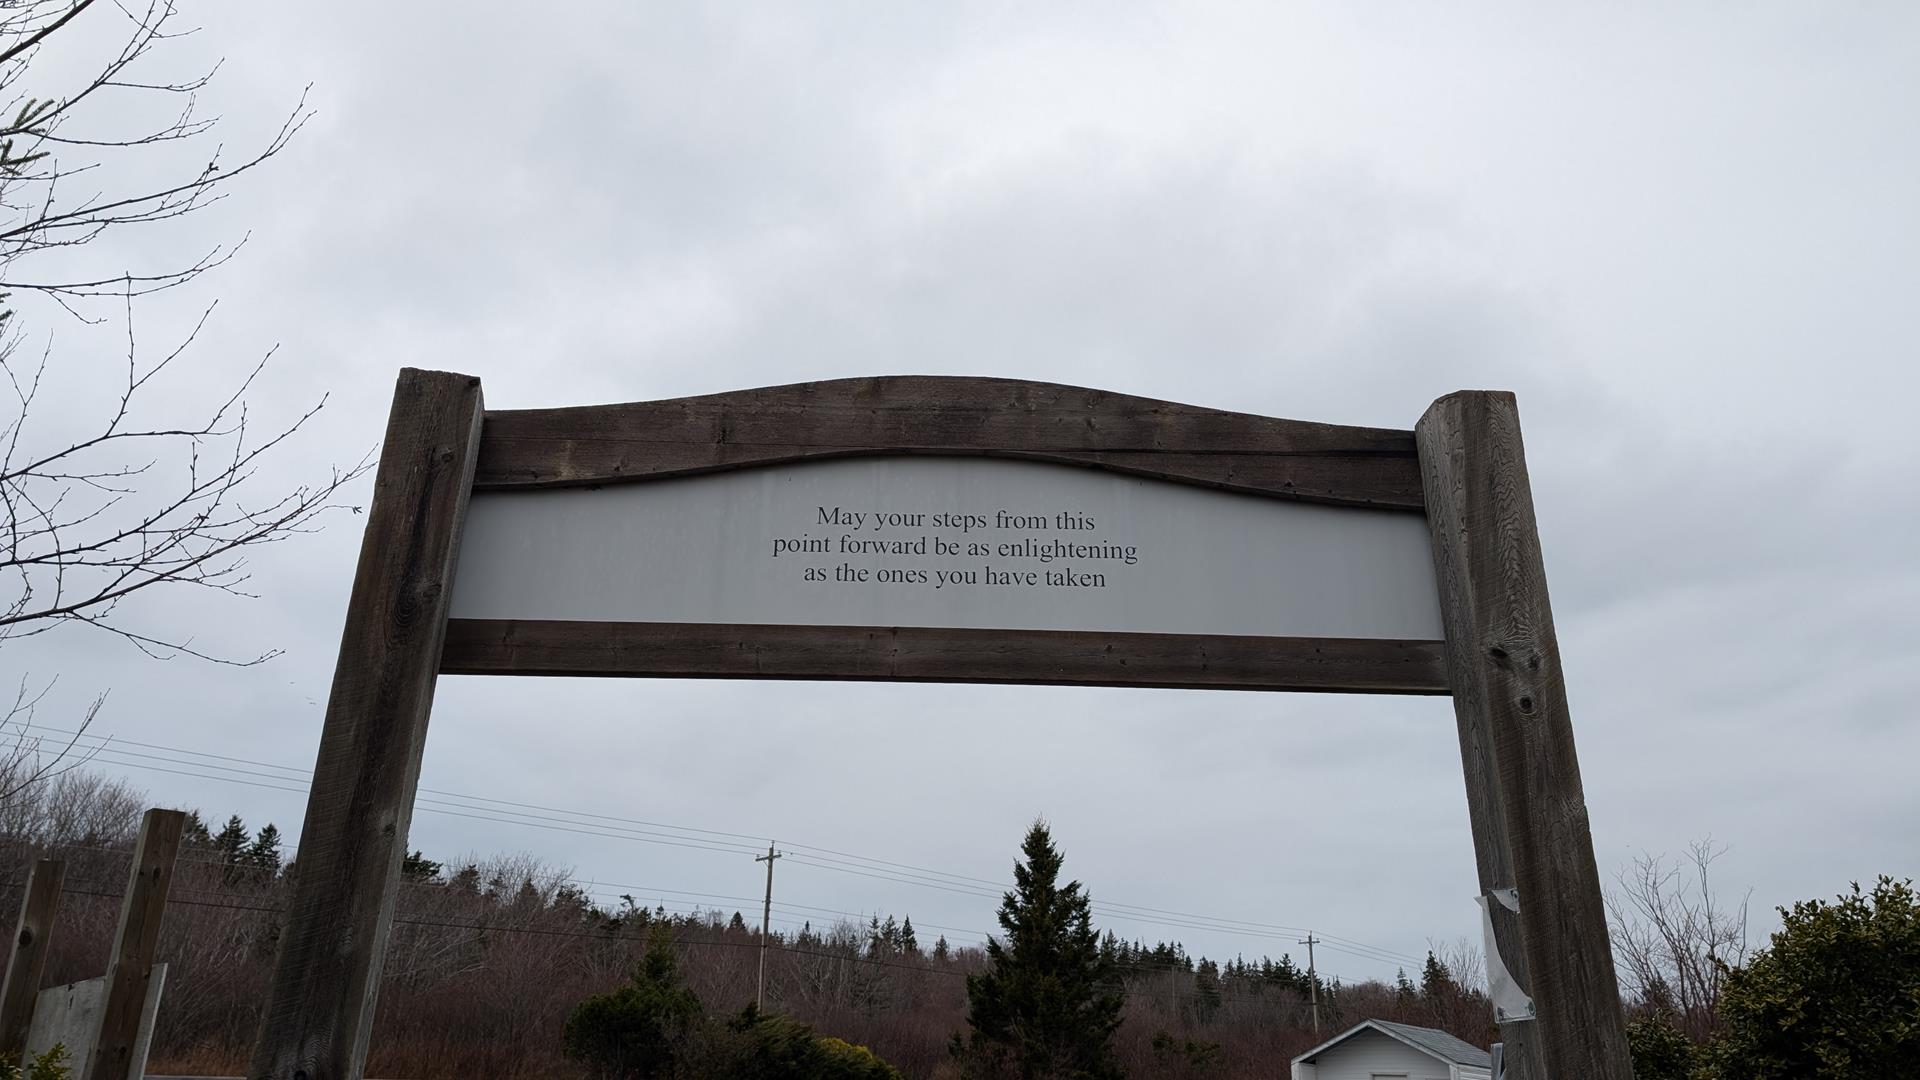 May your steps from this
point forward be as enlightening
as the ones you have taken